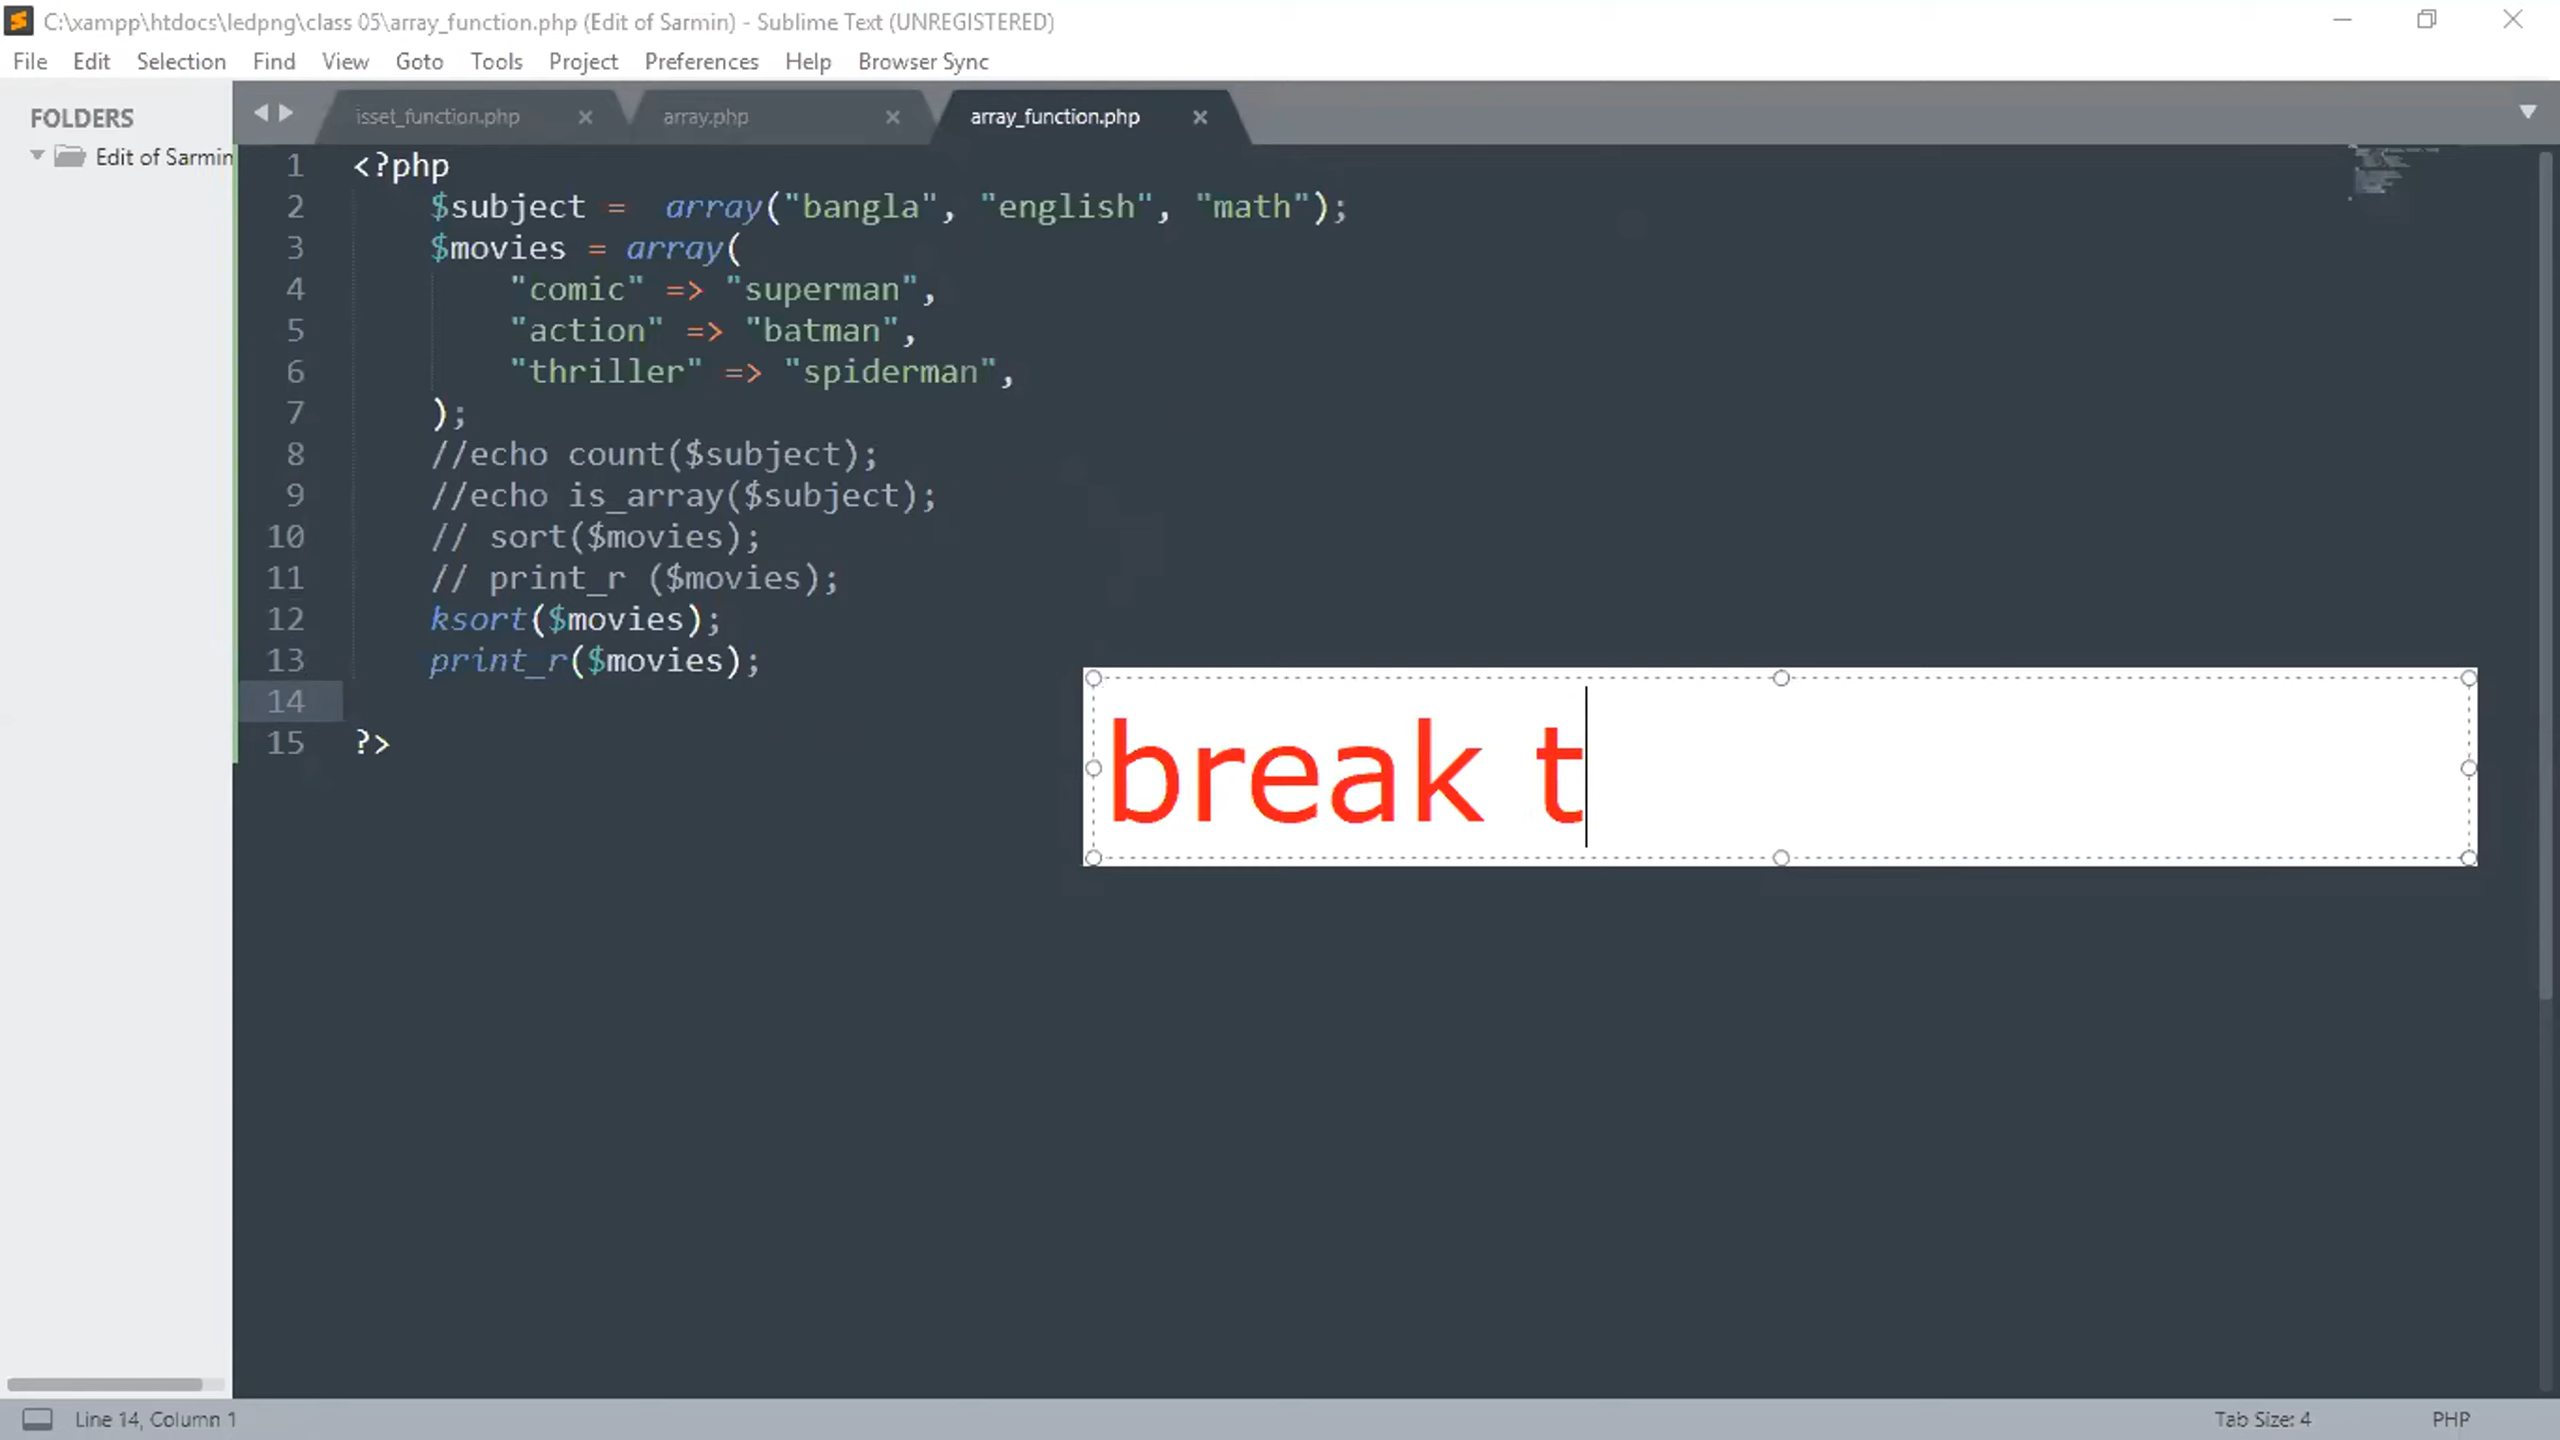 C:\xampp\htdocs\ledpng\class 05\array_function.php (Edit of Sarmin) - Sublime Text (UNREGISTERED)
File Edit Selection Find View Goto Tools Project Preferences Help Browser Sync
FOLDERS
Edit of Sarmin
isset_function.php array.php array_function.php
1 <?php
2 $subject =  array("bangla", "english", "math");
3 $movies = array(
4 "comic" => "superman",
5 "action" => "batman",
6 "thriller" => "spiderman",
7 );
8 //echo count($subject);
9 //echo is_array($subject);
10 // sort($movies);
11 // print_r ($movies);
12 ksort($movies);
13 print_r($movies);
14
15 ?>
break t
Line 14, Column 1 Tab Size: 4 PHP